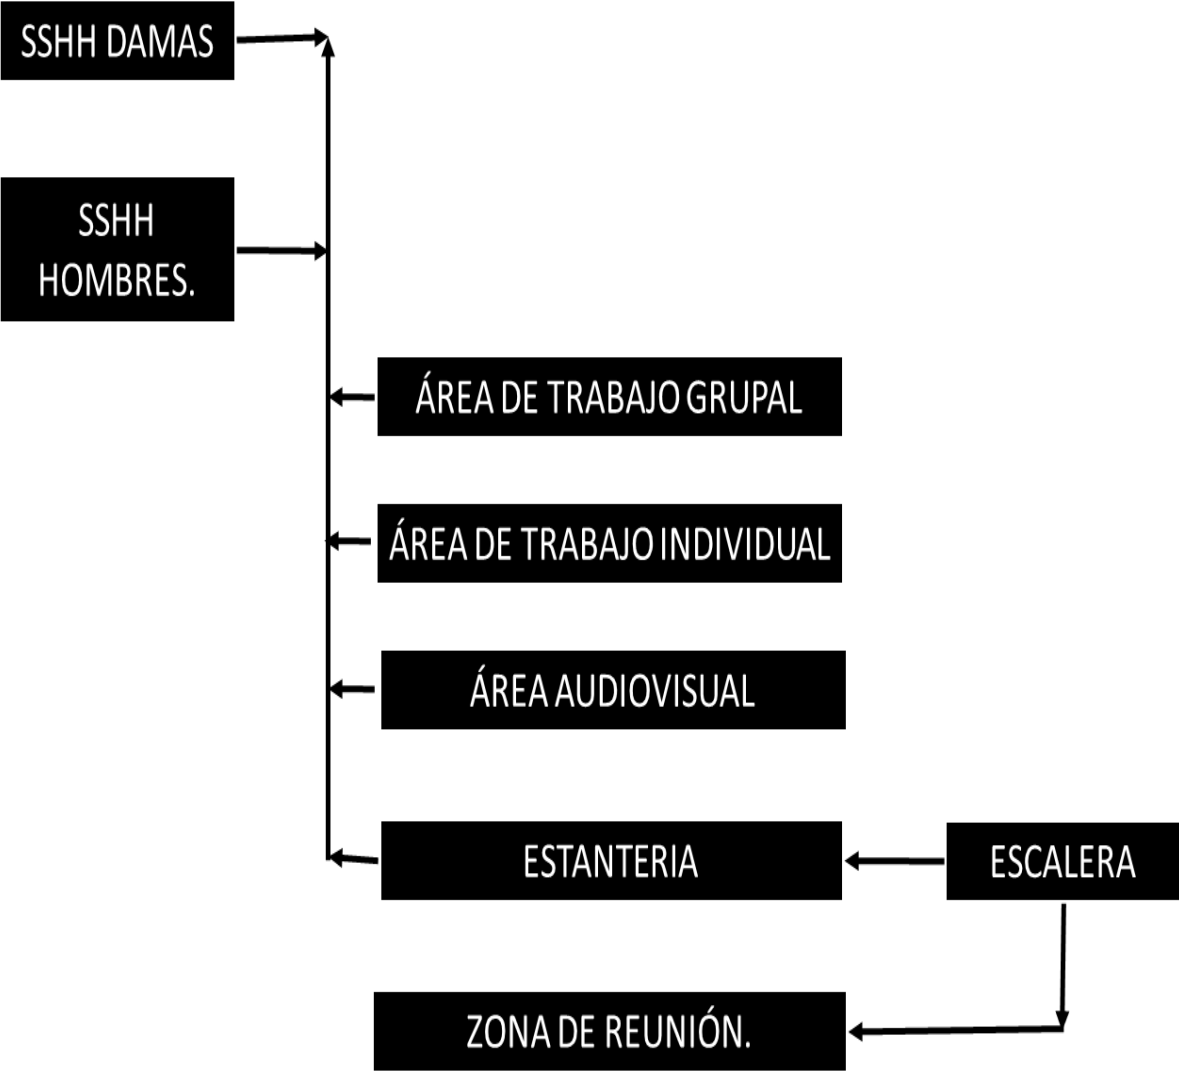 SSHH DAMAS
SSHH
HOMBRES.
ÁREA DE TRABAJO GRUPAL
ÁREA DE TRABAJO INDIVIDUAL
ÁREA AUDIOVISUAL
ESTANTERIA
ESCALERA
ZONA DE REUNIÓN.